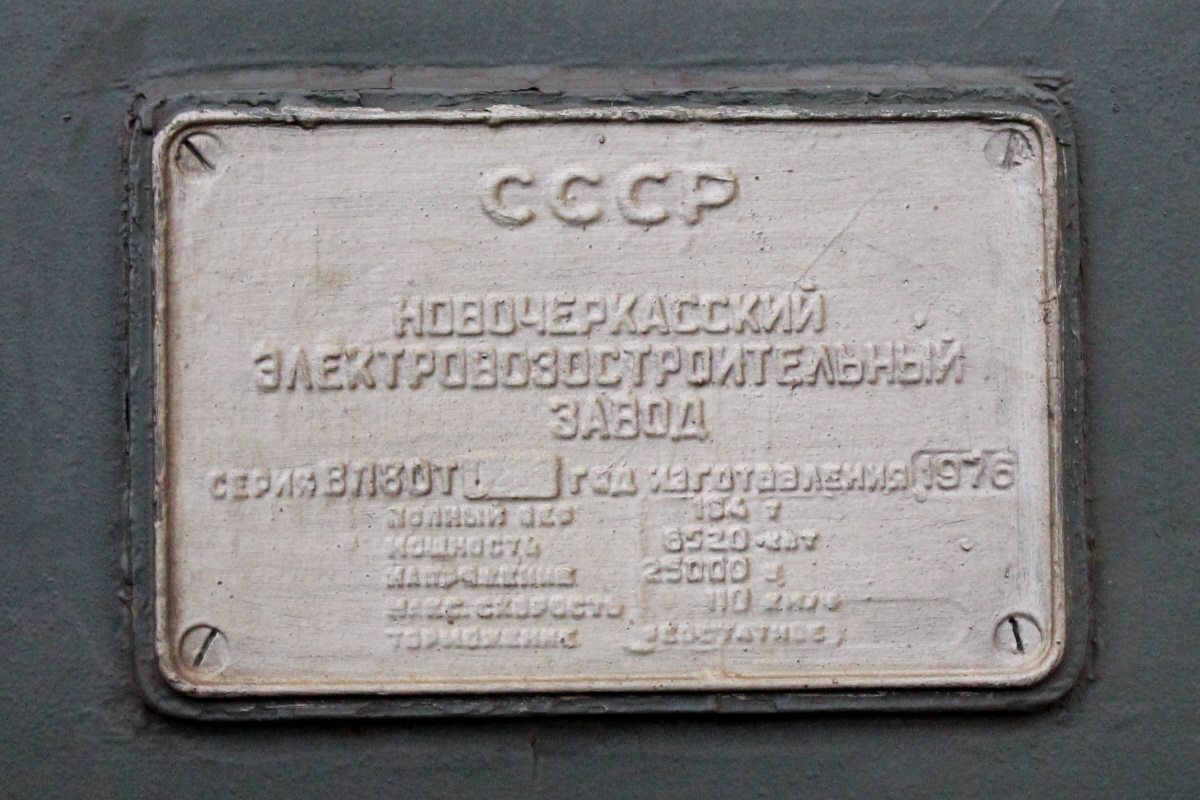 СССР
НОВОЧЕРКАССКИЙ
ЭЛЕКТРОВОЗОСТРОИТЕЛЬНЫЙ
ЗАВОД
СЕРИЯ ВЛ80Т ГОД ИЗГОТОВЛЕНИЯ 1976
ПОЛНЫЙ ВЕС 184 Т
МОЩНОСТЬ 6520 КВТ
НАПРЯЖЕНИЕ 25000 В
МАКС. СКОРОСТЬ 110 КМ/Ч
ТОРМОЖЕНИЕ РЕОСТАТНОЕ